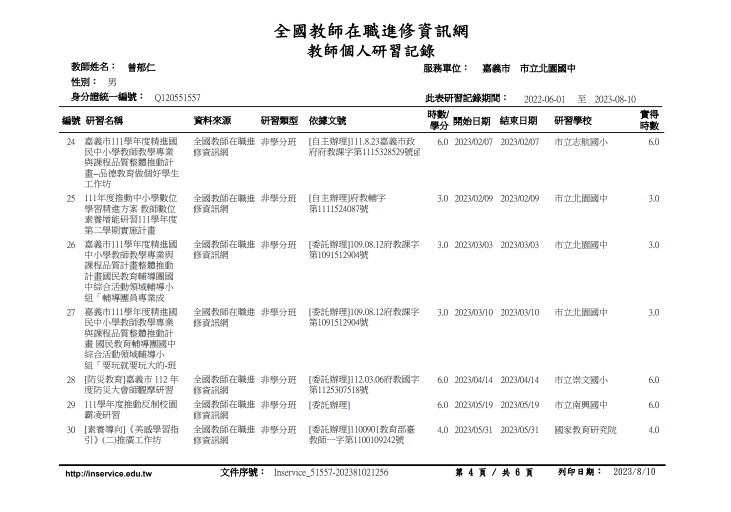 全國教師在職進修資訊網
教師個人研習記錄
教師姓名： 曾郁仁
服務單位： 嘉義市 市立北園國中
性別： 男
身分證統一編號： Q120551557
此表研習記錄期間： 2022-06-01 至 2023-08-10
編號 研習名稱 資料來源 研習類型 依據文號 時數/學分 開始日期 結束日期 研習學校 實得時數
24 嘉義市111學年度精進國 全國教師在職進 非學分班 [自主辦理]111.8.23嘉義市政 6.0 2023/02/07 2023/02/07 市立志航國小 6.0
民中小學教師教學專業 修資訊網 府府教課字第1115328529號函
與課程品質整體推動計
畫--品德教育做個好學生
工作坊
25 111年度推動中小學數位 全國教師在職進 非學分班 [自主辦理]府教輔字 3.0 2023/02/09 2023/02/09 市立北園國中 3.0
學習精進方案 教師數位 修資訊網 第1111524087號
素養增能研習111學年度
第二學期實施計畫
26 嘉義市111學年度精進國 全國教師在職進 非學分班 [委託辦理]109.08.12府教課字 3.0 2023/03/03 2023/03/03 市立北園國中 3.0
中小學教師教學專業與 修資訊網 第1091512904號
課程品質計畫整體推動
計畫國民教育輔導團國
中綜合活動領域輔導小
組「輔導團員專業成
27 嘉義市111學年度精進國 全國教師在職進 非學分班 [委託辦理]109.08.12府教課字 3.0 2023/03/10 2023/03/10 市立北園國中 3.0
民中小學教師教學專業 修資訊網 第1091512904號
與課程品質整體推動計
畫 國民教育輔導團國中
綜合活動領域輔導小
組「要玩就要玩大的-班
28 [防災教育]嘉義市 112 年 全國教師在職進 非學分班 [委託辦理]112.03.06府教國字 6.0 2023/04/14 2023/04/14 市立崇文國小 6.0
度防災大會師觀摩研習 修資訊網 第1125307518號
29 111學年度推動反制校園 全國教師在職進 非學分班 [委託辦理] 6.0 2023/05/19 2023/05/19 市立南興國中 6.0
霸凌研習 修資訊網
30 [素養導向]《美感學習指 全國教師在職進 非學分班 [委託辦理]1100901教育部臺 4.0 2023/05/31 2023/05/31 國家教育研究院 4.0
引》(二)推廣工作坊 修資訊網 教師一字第1100109242號
http://inservice.edu.tw 文件序號： Inservice_51557-202381021256 第 4 頁 / 共 6 頁 列印日期： 2023/8/10